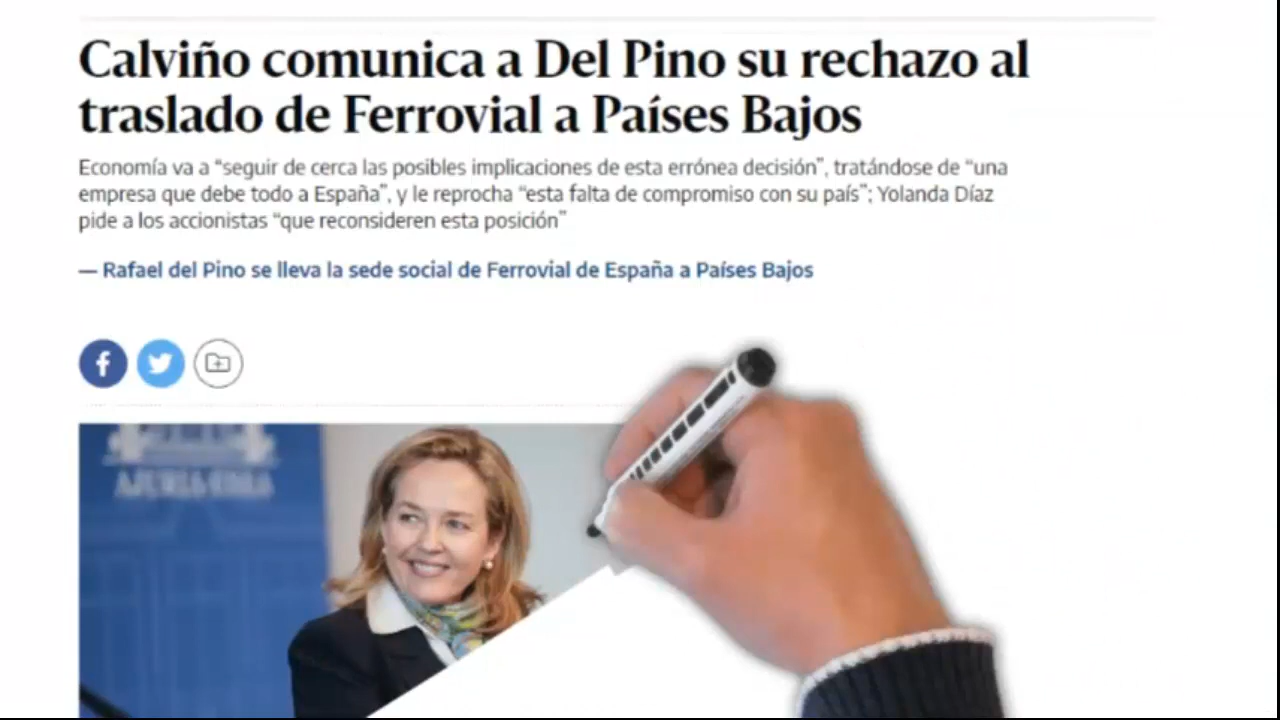 Calviño comunica a Del Pino su rechazo al
traslado de Ferrovial a Países Bajos
Economía va a “seguir de cerca las posibles implicaciones de esta errónea decisión”, tratándose de “una
empresa que debe todo a España”, y le reprocha “esta falta de compromiso con su país”; Yolanda Díaz
pide a los accionistas “que reconsideren esta posición”
— Rafael del Pino se lleva la sede social de Ferrovial de España a Países Bajos